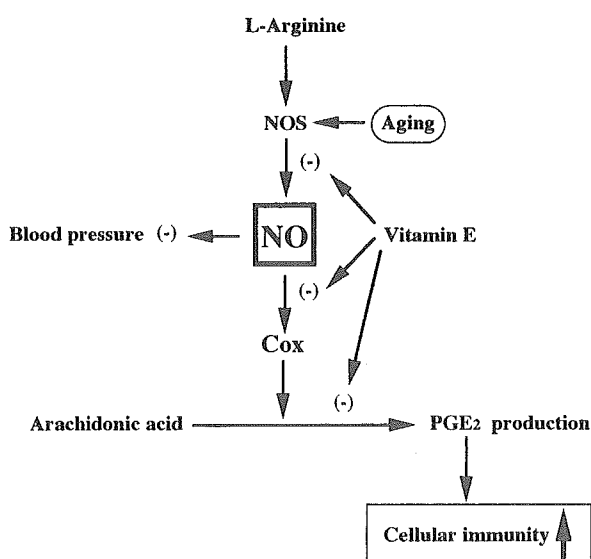 L-Arginine
NOS
Aging
(-)
Blood pressure (-)
NO
Vitamin E
(-)
Cox
(-)
Arachidonic acid
PGE2 production
Cellular immunity